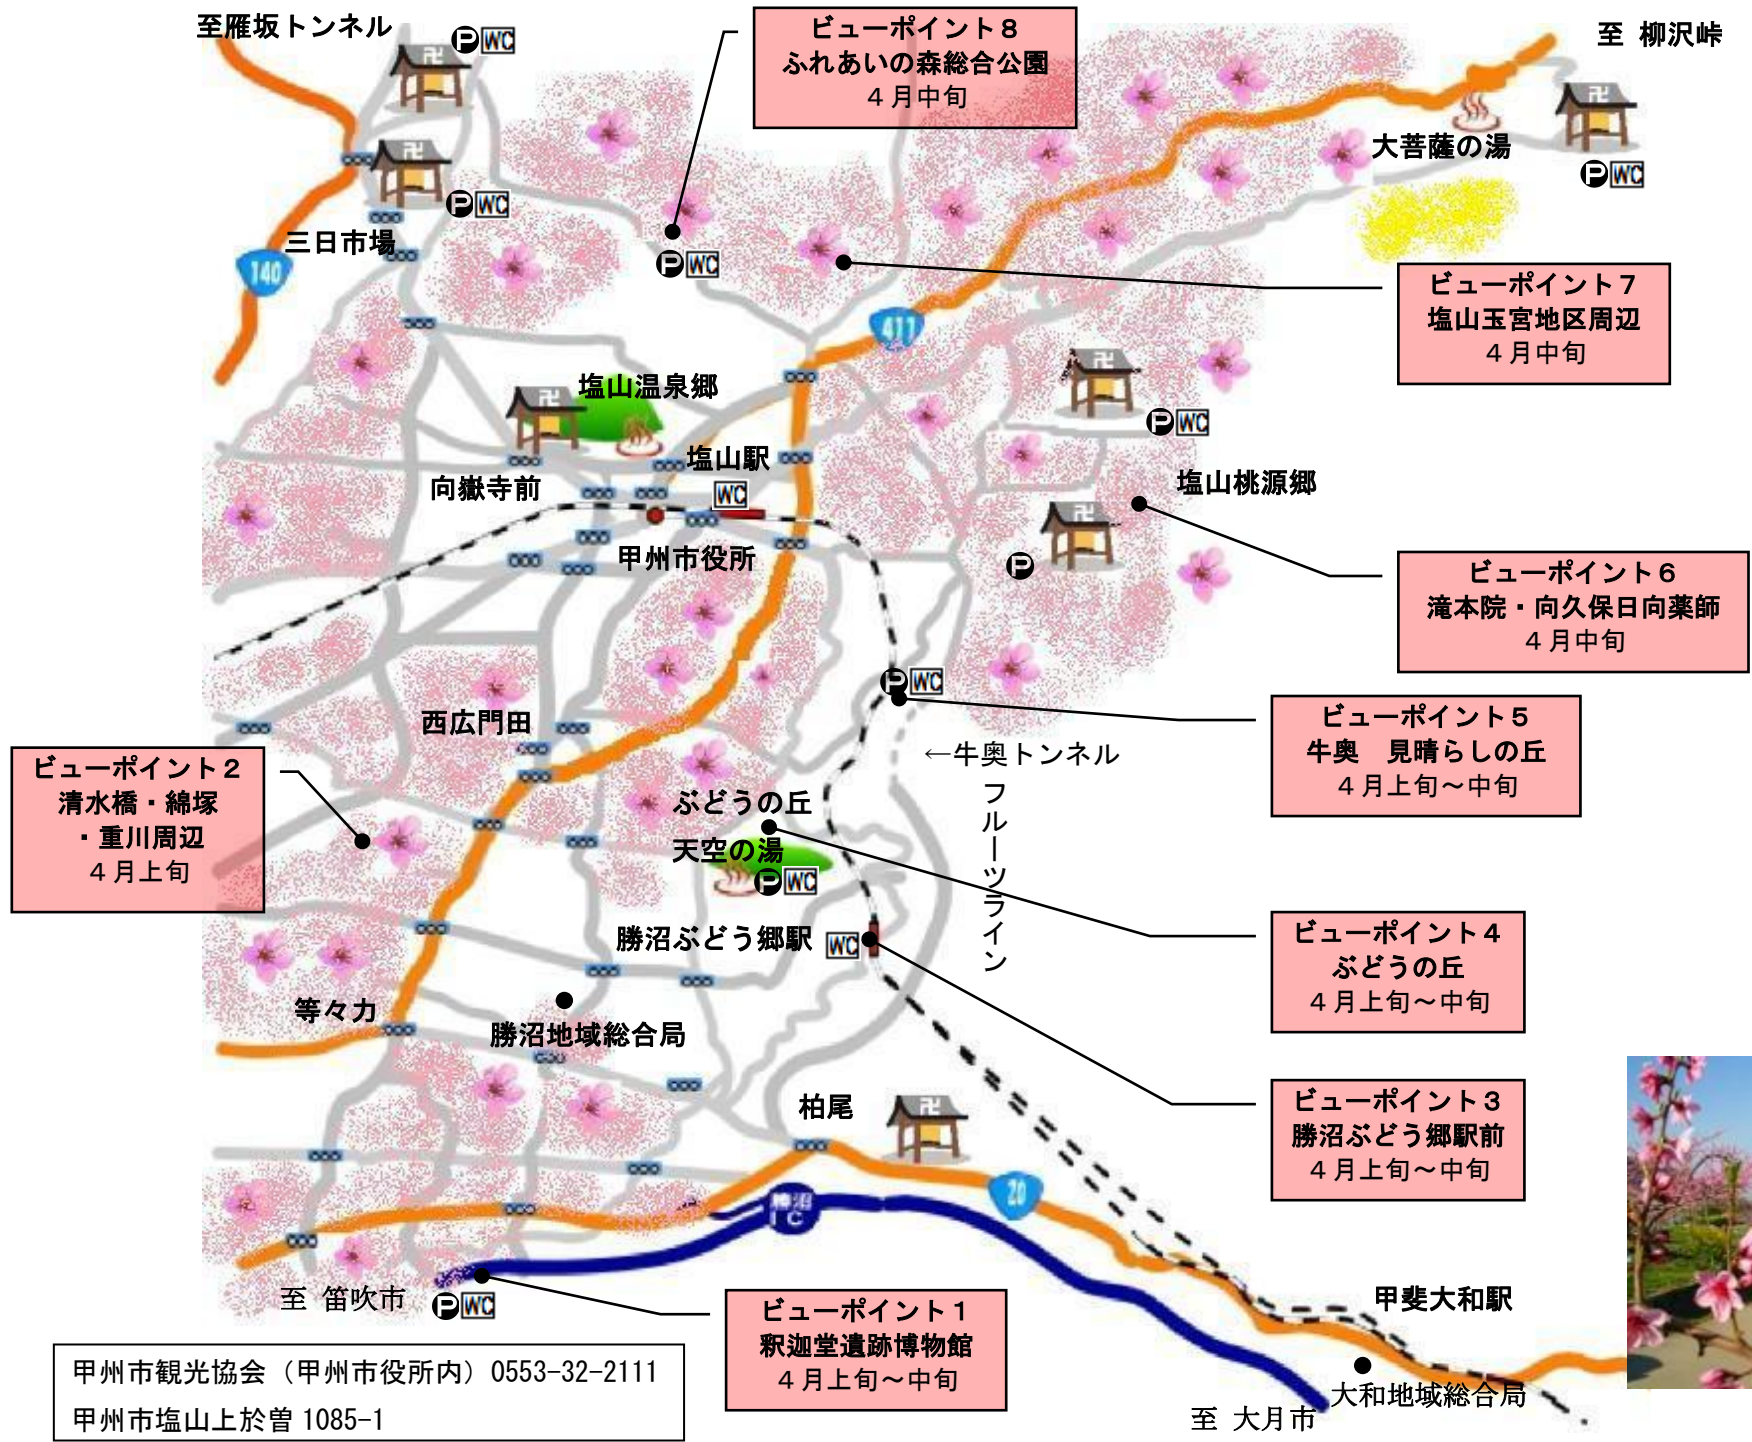 至雁坂トンネル
P WC
ビューポイント８
ふれあいの森総合公園
４月中旬
至 柳沢峠
大菩薩の湯
P WC
P WC
三日市場
140
P WC
ビューポイント７
塩山玉宮地区周辺
４月中旬
411
塩山温泉郷
P WC
塩山駅
向嶽寺前
WC
塩山桃源郷
甲州市役所
P
ビューポイント６
滝本院・向久保日向薬師
４月中旬
P WC
西広門田
ビューポイント５
牛奥　見晴らしの丘
４月上旬～中旬
←牛奥トンネル
フルーツライン
ビューポイント２
清水橋・綿塚
・重川周辺
４月上旬
ぶどうの丘
天空の湯
P WC
勝沼ぶどう郷駅
WC
ビューポイント４
ぶどうの丘
４月上旬～中旬
等々力
勝沼地域総合局
柏尾
ビューポイント３
勝沼ぶどう郷駅前
４月上旬～中旬
勝沼
IC
20
至 笛吹市
P WC
ビューポイント１
釈迦堂遺跡博物館
４月上旬～中旬
甲斐大和駅
大和地域総合局
至 大月市
甲州市観光協会（甲州市役所内）0553-32-2111
甲州市塩山上於曽 1085-1